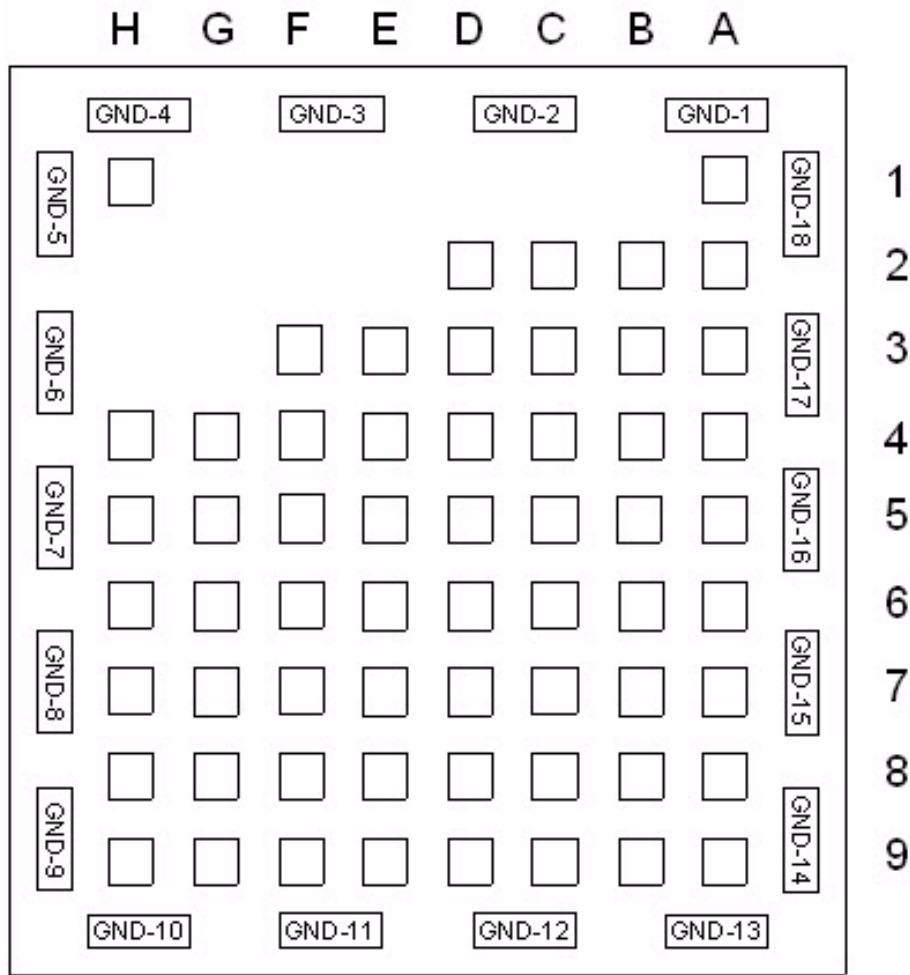 H G F E D C B A
GND-4 GND-3 GND-2 GND-1
GND-5
GND-18
1
2
GND-6
GND-17
3
4
GND-7
GND-16
5
6
GND-8
GND-15
7
8
GND-9
GND-14
9
GND-10 GND-11 GND-12 GND-13